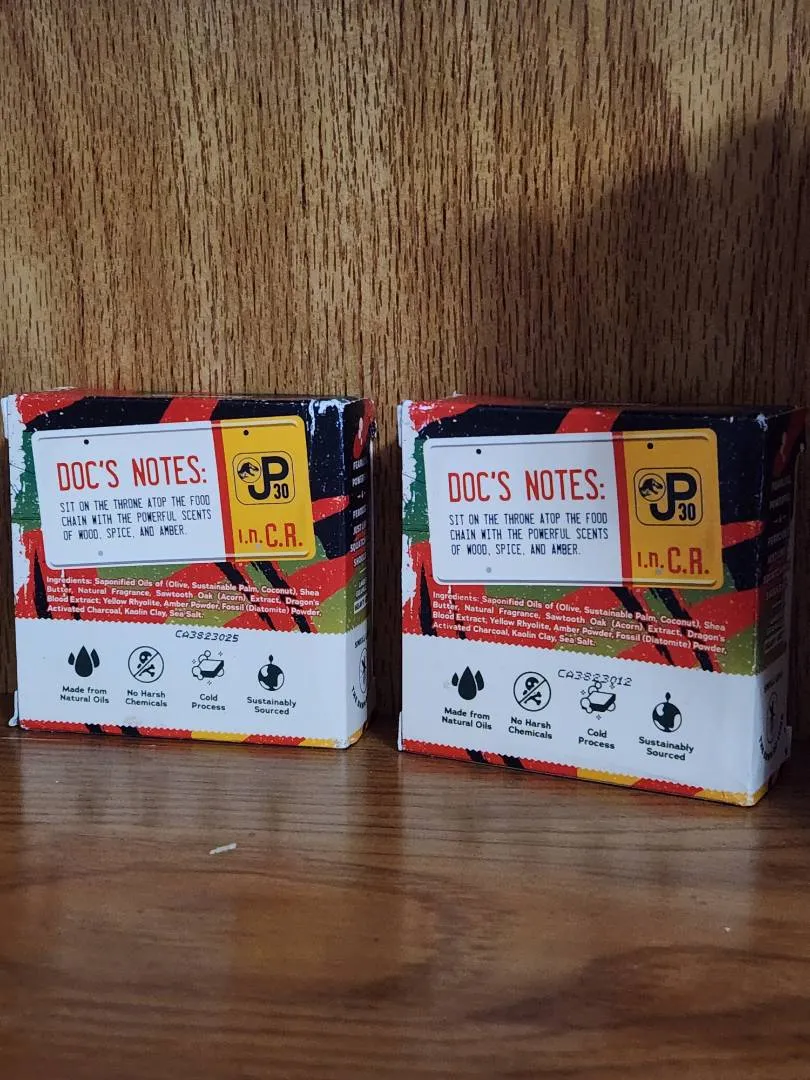 DOC'S NOTES:
SIT ON THE THRONE ATOP THE FOOD
CHAIN WITH THE POWERFUL SCENTS
OF WOOD, SPICE, AND AMBER.
JP
30
I.n. C.R.
Ingredients: Saponified Oils of (Olive, Sustainable Palm, Coconut), Shea
Butter, Natural Fragrance, Sawtooth Oak (Acorn) Extract, Dragon's
Blood Extract, Yellow Rhyolite, Amber Powder, Fossil (Diatomite) Powder,
Activated Charcoal, Kaolin Clay, Sea Salt.
CA3823025
Made from
Natural Oils
No Harsh
Chemicals
Cold
Process
Sustainably
Sourced
DOC'S NOTES:
SIT ON THE THRONE ATOP THE FOOD
CHAIN WITH THE POWERFUL SCENTS
OF WOOD, SPICE, AND AMBER.
JP
30
I.n. C.R.
Ingredients: Saponified Oils of (Olive, Sustainable Palm, Coconut), Shea
Butter, Natural Fragrance, Sawtooth Oak (Acorn) Extract, Dragon's
Blood Extract, Yellow Rhyolite, Amber Powder, Fossil (Diatomite) Powder,
Activated Charcoal, Kaolin Clay, Sea Salt.
CA3823012
Made from
Natural Oils
No Harsh
Chemicals
Cold
Process
Sustainably
Sourced